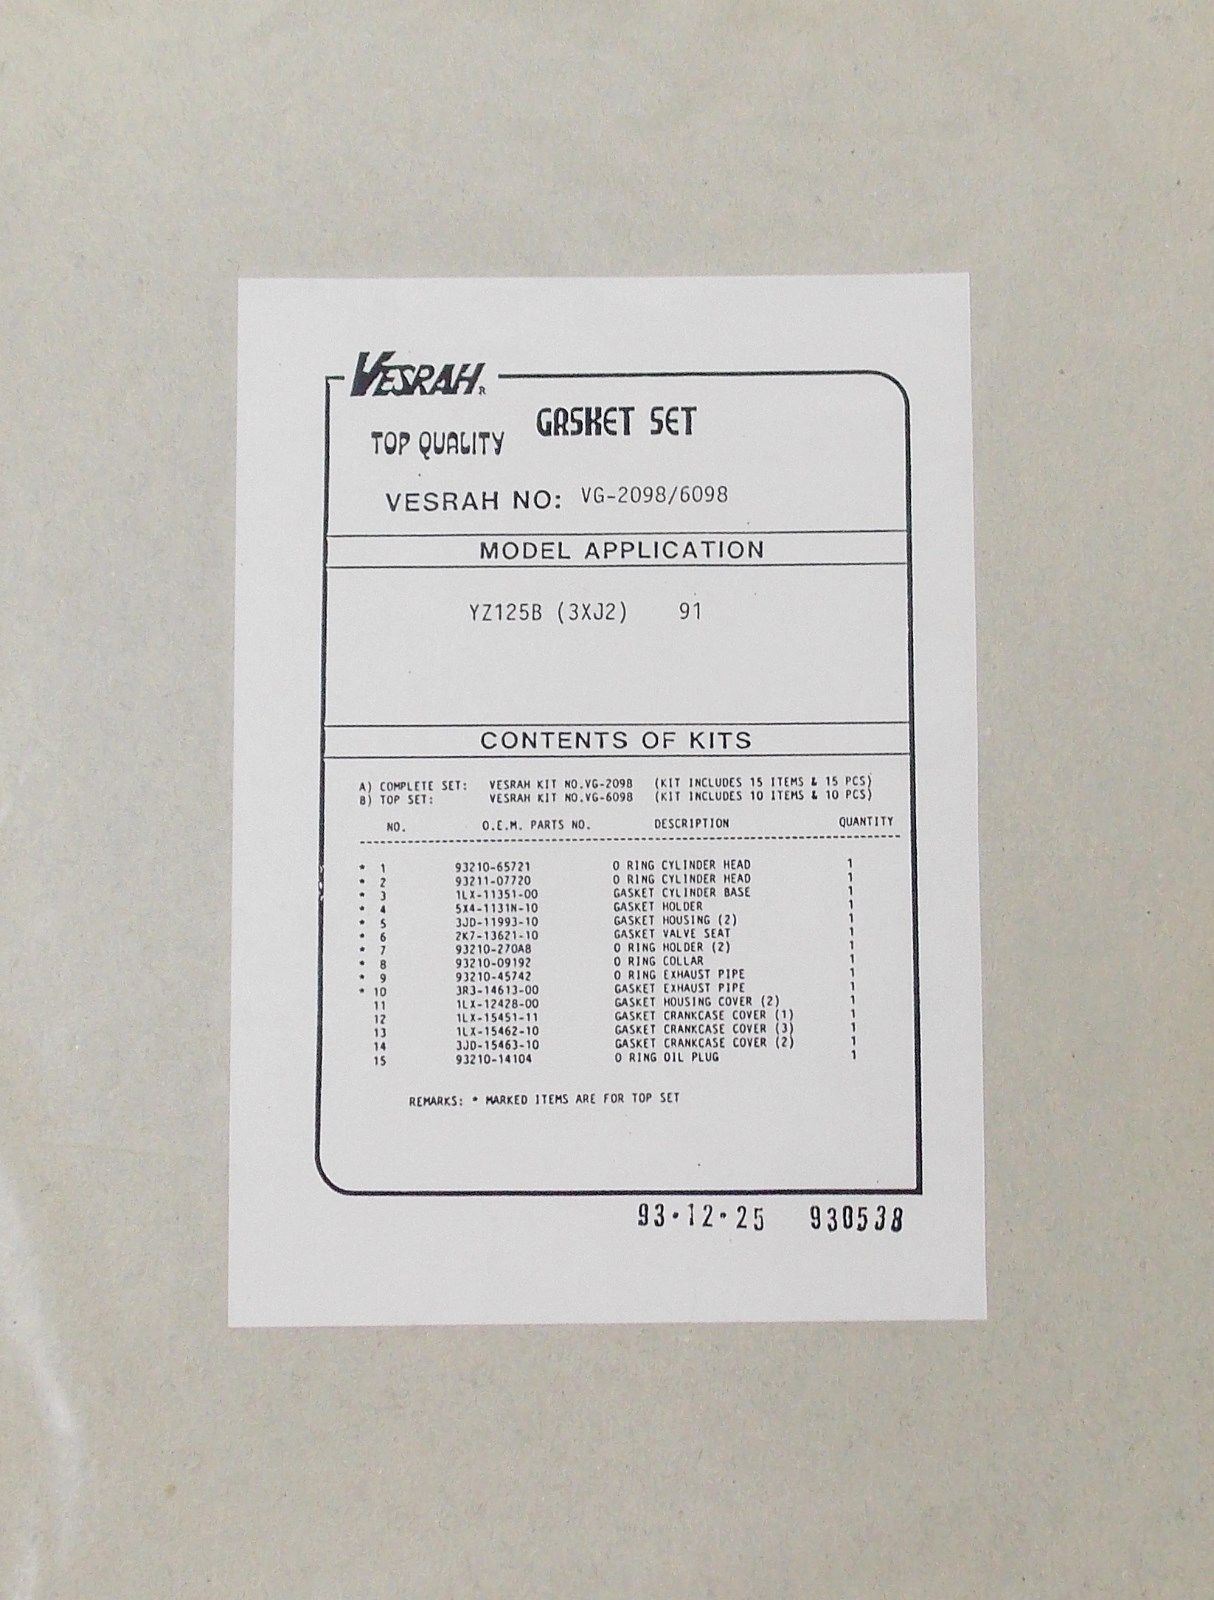 VESRAH R
GASKET SET
TOP QUALITY
VESRAH NO: VG-2098/6098
MODEL APPLICATION
YZ125B (3XJ2) 91
CONTENTS OF KITS
A) COMPLETE SET: VESRAH KIT NO.VG-2098 (KIT INCLUDES 15 ITEMS & 15 PCS)
B) TOP SET: VESRAH KIT NO.VG-6098 (KIT INCLUDES 10 ITEMS & 10 PCS)
NO. O.E.M. PARTS NO. DESCRIPTION QUANTITY
* 1 93210-65721 O RING CYLINDER HEAD 1
* 2 93211-07720 O RING CYLINDER HEAD 1
* 3 1LX-11351-00 GASKET CYLINDER BASE 1
* 4 5X4-1131N-10 GASKET HOLDER 1
* 5 3JD-11993-10 GASKET HOUSING (2) 1
* 6 2K7-13621-10 GASKET VALVE SEAT 1
* 7 93210-270A8 O RING HOLDER (2) 1
* 8 93210-09192 O RING COLLAR 1
* 9 93210-45742 O RING EXHAUST PIPE 1
* 10 3R3-14613-00 GASKET EXHAUST PIPE 1
11 1LX-12428-00 GASKET HOUSING COVER (2) 1
12 1LX-15451-11 GASKET CRANKCASE COVER (1) 1
13 1LX-15462-10 GASKET CRANKCASE COVER (3) 1
14 3JD-15463-10 GASKET CRANKCASE COVER (2) 1
15 93210-14104 O RING OIL PLUG 1
REMARKS: * MARKED ITEMS ARE FOR TOP SET
93·12·25 930538